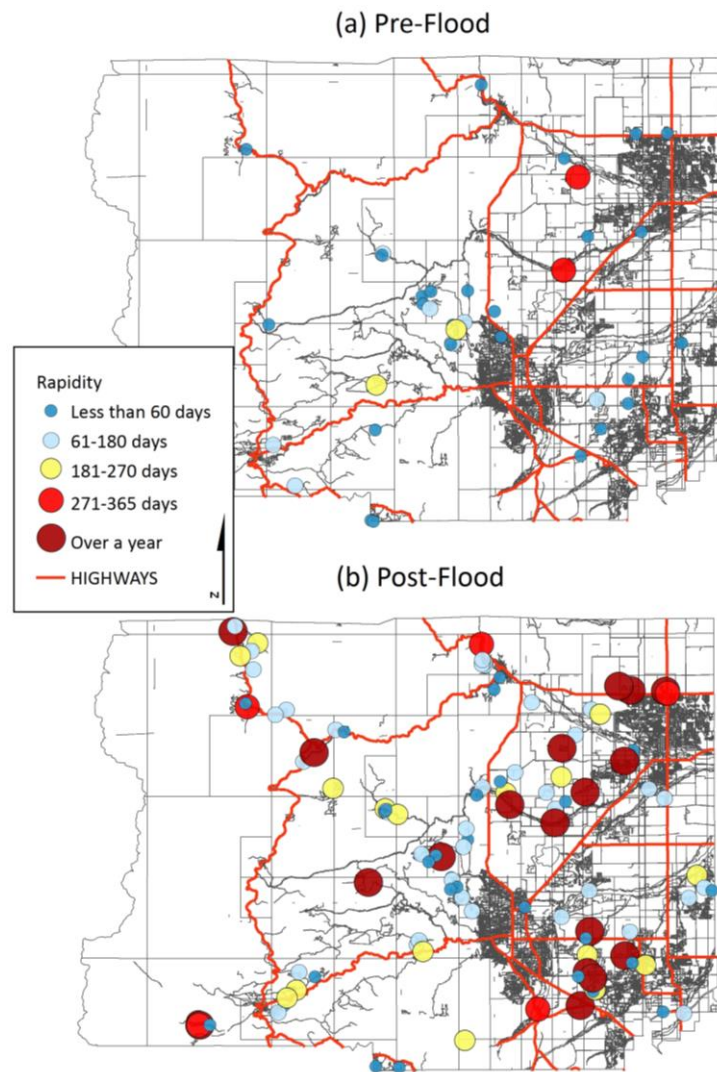 (a) Pre-Flood
Rapidity
Less than 60 days
61-180 days
181-270 days
271-365 days
Over a year
HIGHWAYS
N
(b) Post-Flood